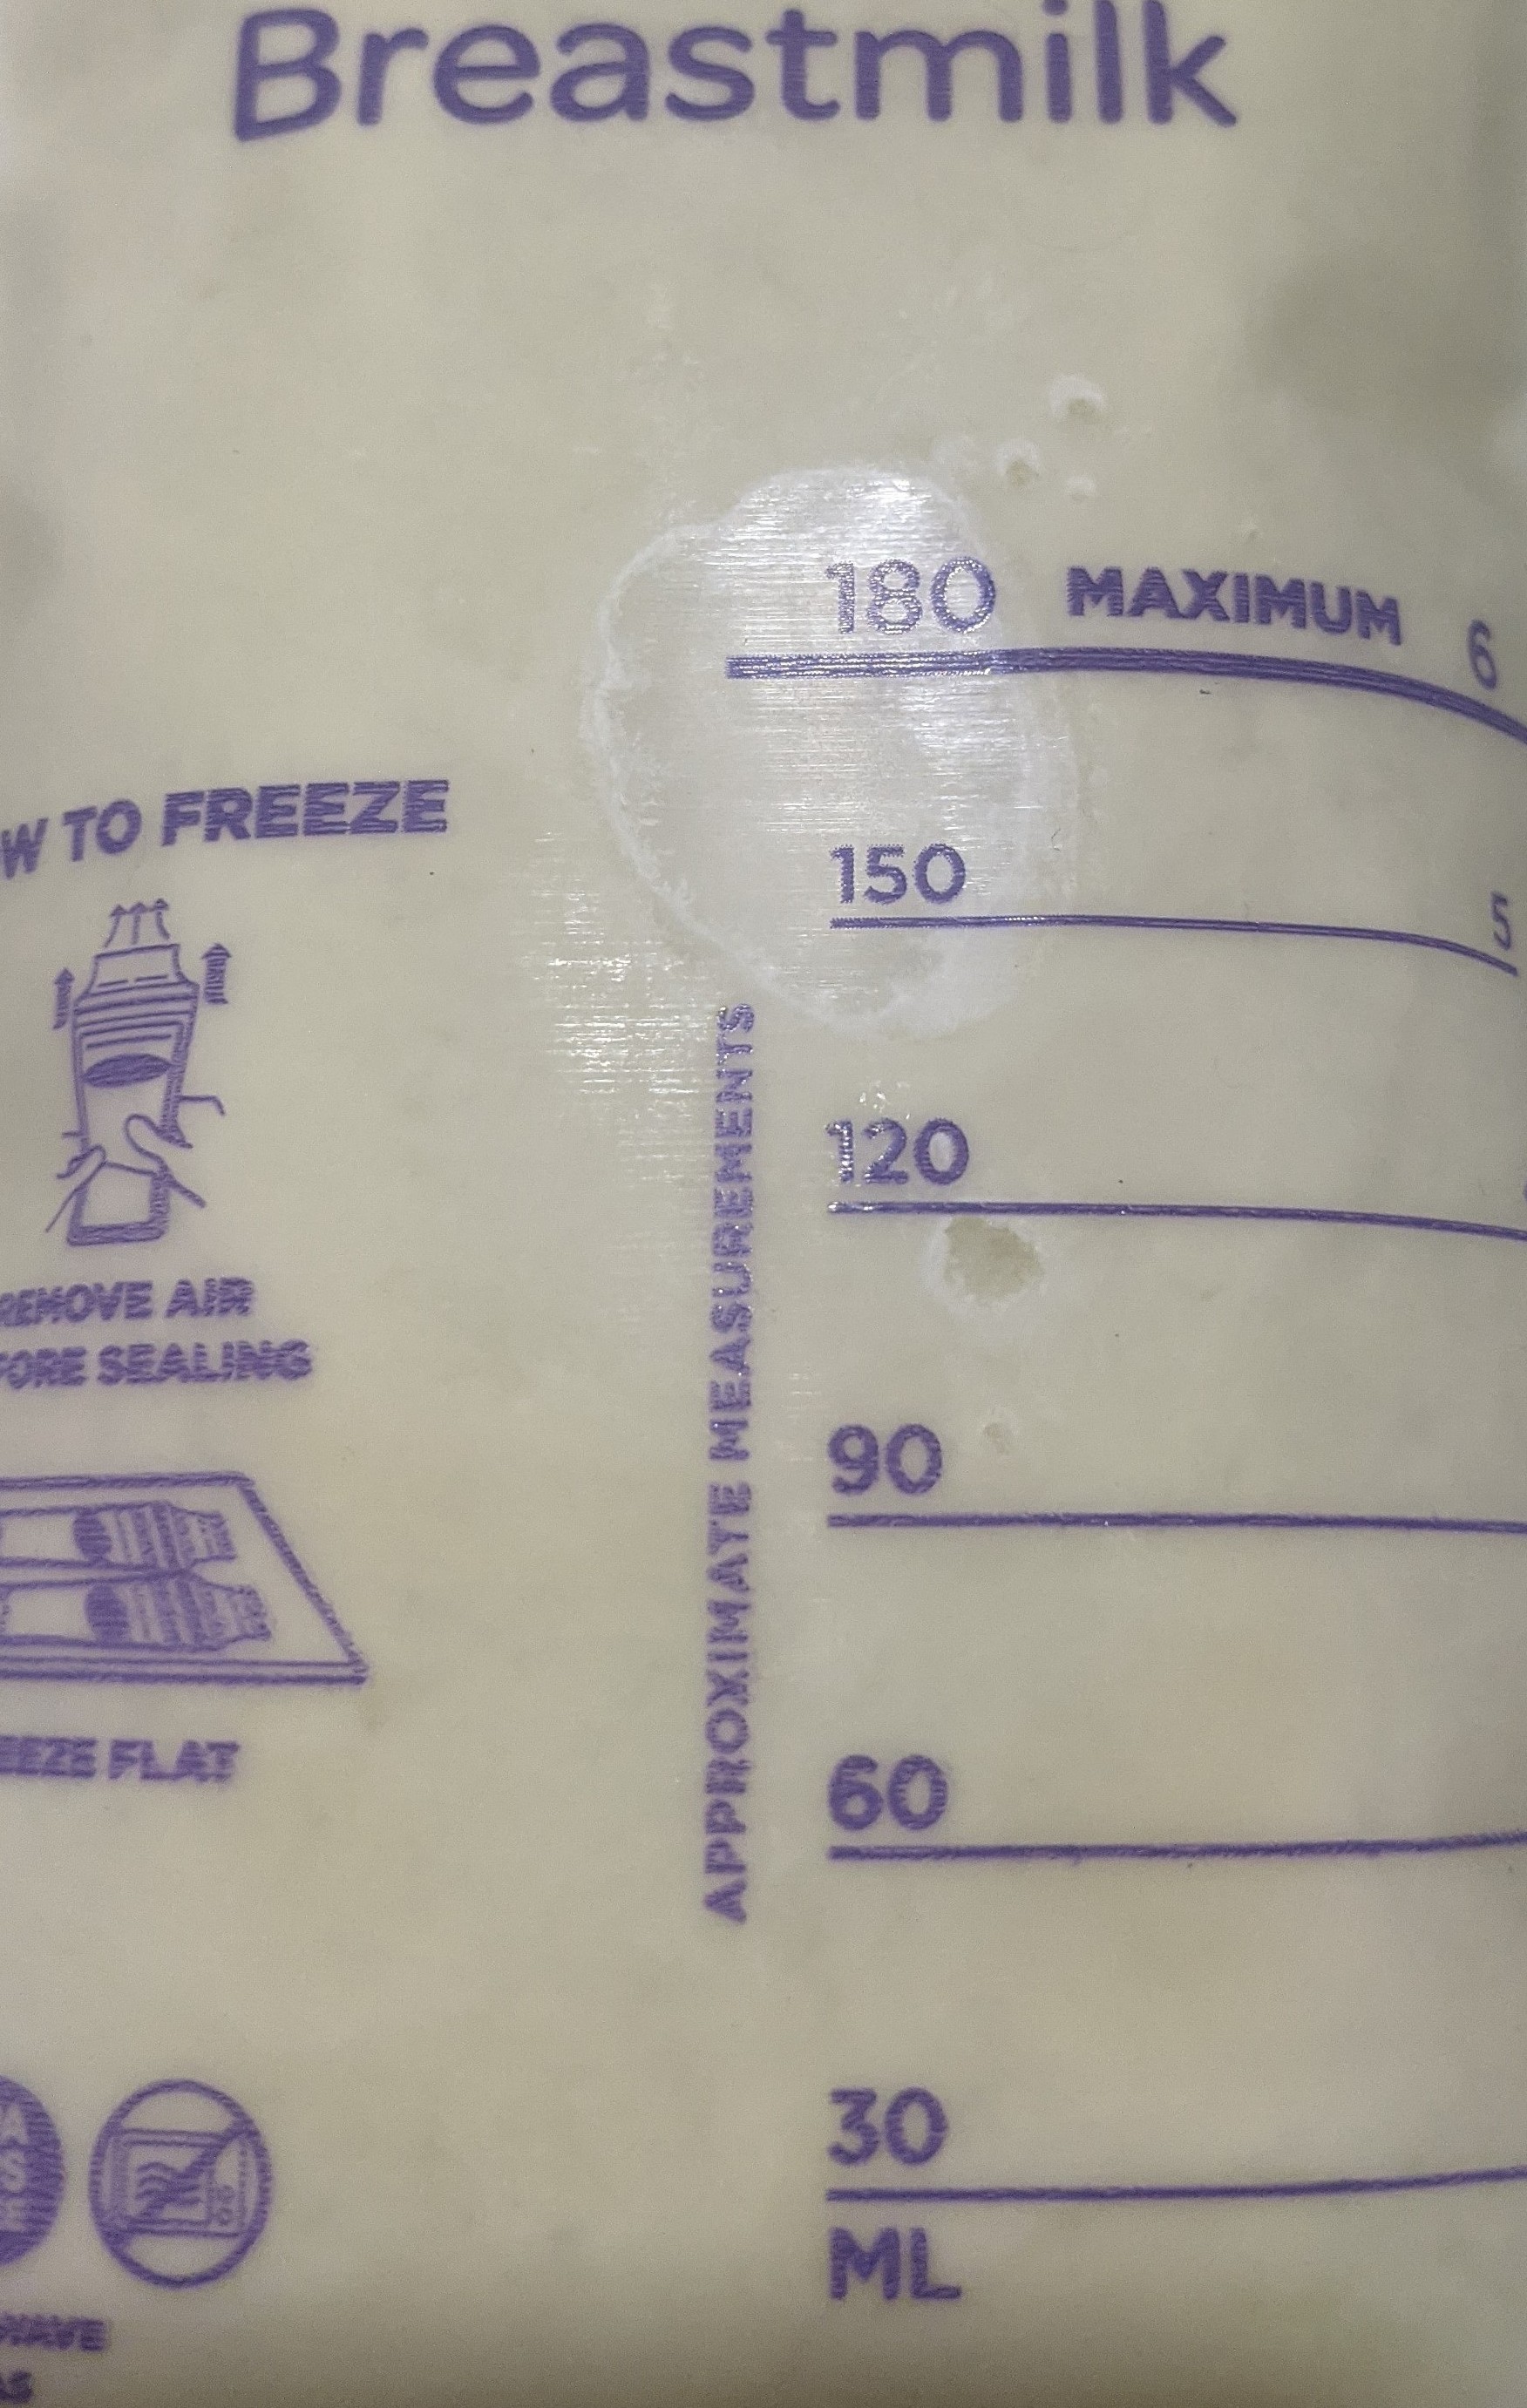 Breastmilk
180 MAXIMUM 6
150 5
120
90
60
30
ML
APPROXIMATE MEASUREMENTS
W TO FREEZE
REMOVE AIR
FORE SEALING
EEZE FLAT
WAVE